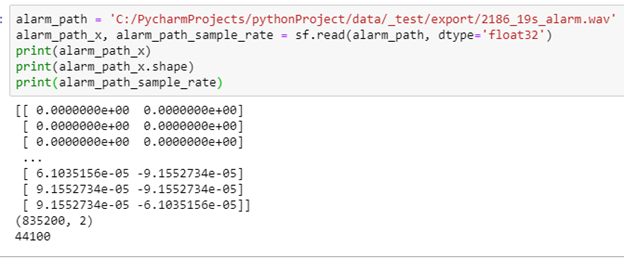 : alarm_path = 'C:/PycharmProjects/pythonProject/data/_test/export/2186_19s_alarm.wav'
alarm_path_x, alarm_path_sample_rate = sf.read(alarm_path, dtype='float32')
print(alarm_path_x)
print(alarm_path_x.shape)
print(alarm_path_sample_rate)
[[ 0.0000000e+00  0.0000000e+00]
 [ 0.0000000e+00  0.0000000e+00]
 [ 0.0000000e+00  0.0000000e+00]
 ...
 [ 6.1035156e-05 -9.1552734e-05]
 [ 9.1552734e-05 -9.1552734e-05]
 [ 9.1552734e-05 -6.1035156e-05]]
(835200, 2)
44100